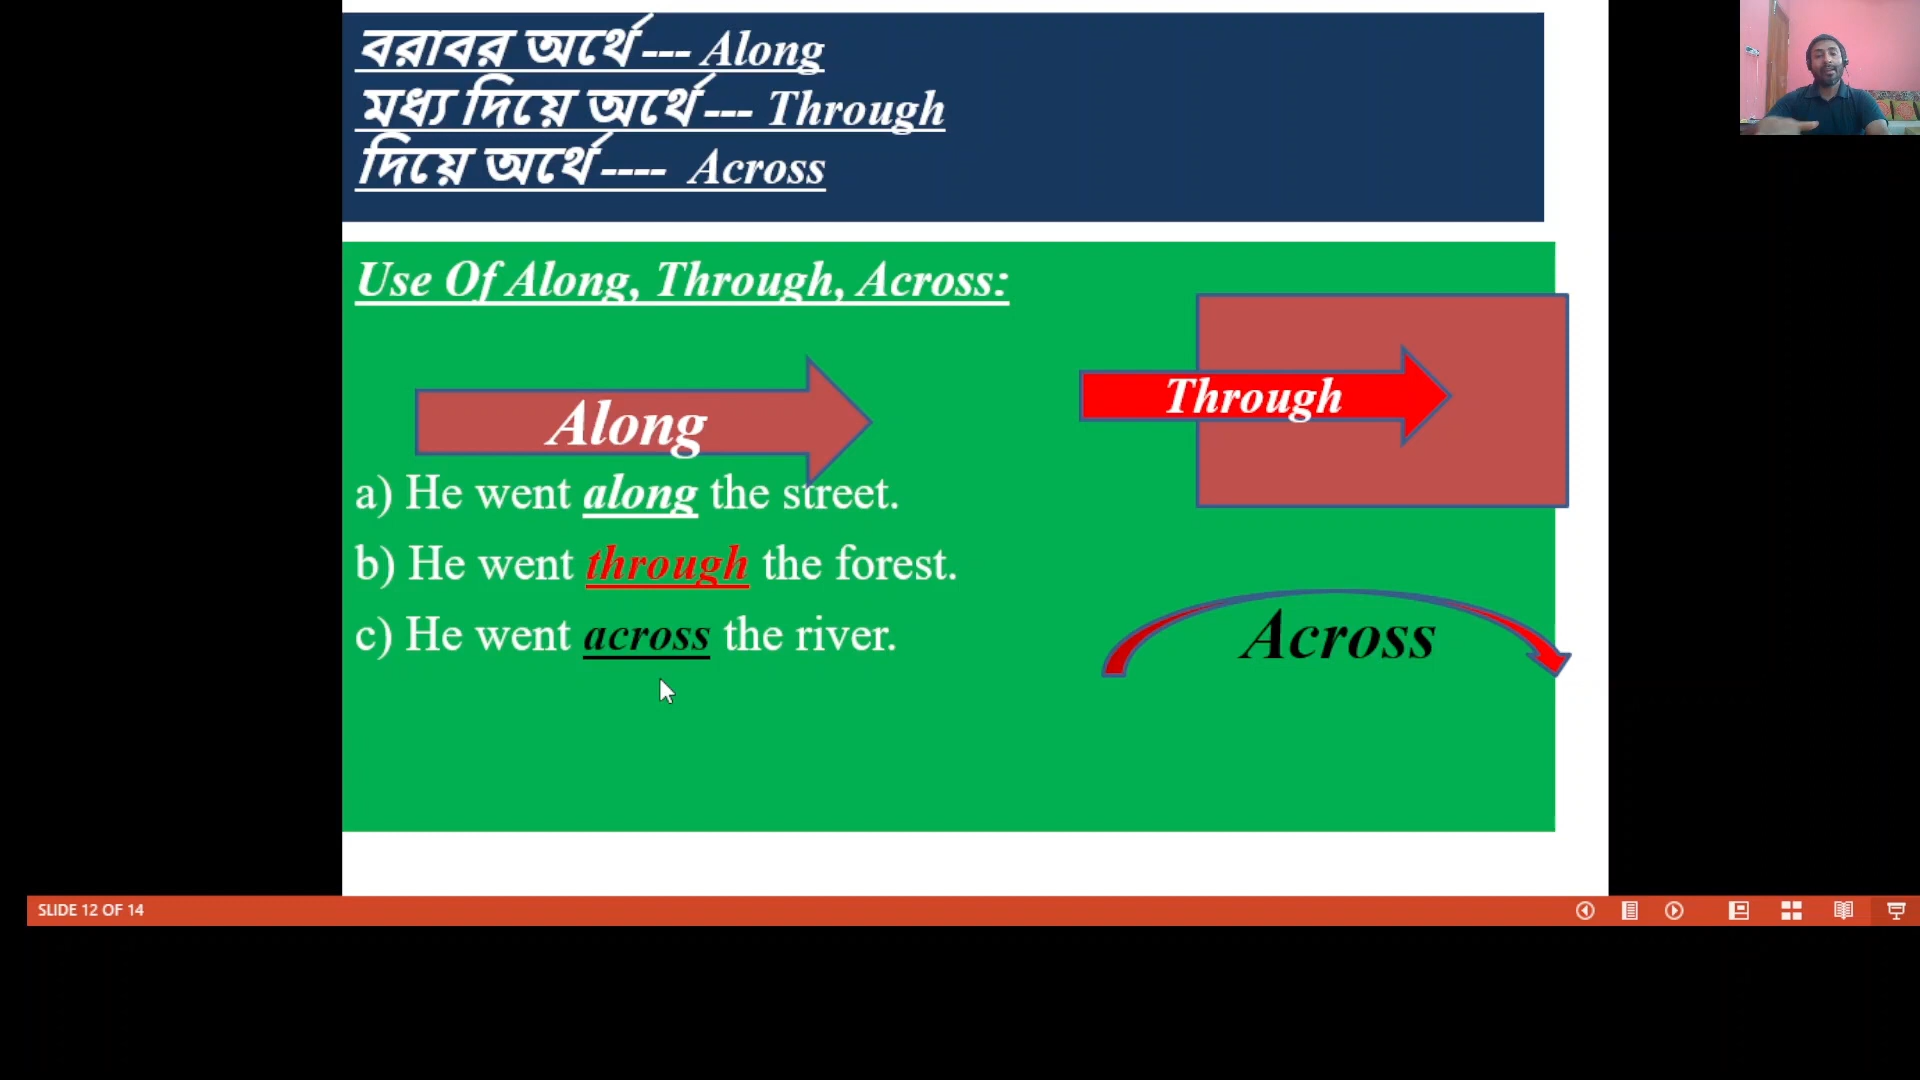 বরাবর অর্থে--- Along
মধ্য দিয়ে অর্থে--- Through
দিয়ে অর্থে---- Across
Use Of Along, Through, Across:
Along
Through
a) He went along the street.
b) He went through the forest.
c) He went across the river.
Across
SLIDE 12 OF 14